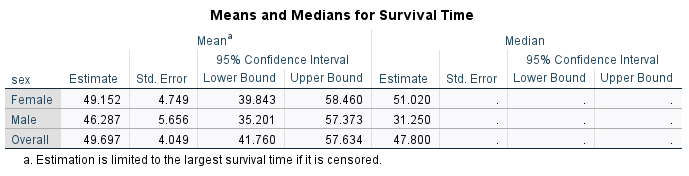 Means and Medians for Survival Time
Meanᵃ Median
95% Confidence Interval 95% Confidence Interval
sex Estimate Std. Error Lower Bound Upper Bound Estimate Std. Error Lower Bound Upper Bound
Female 49.152 4.749 39.843 58.460 51.020 . . .
Male 46.287 5.656 35.201 57.373 31.250 . . .
Overall 49.697 4.049 41.760 57.634 47.800 . . .
a. Estimation is limited to the largest survival time if it is censored.